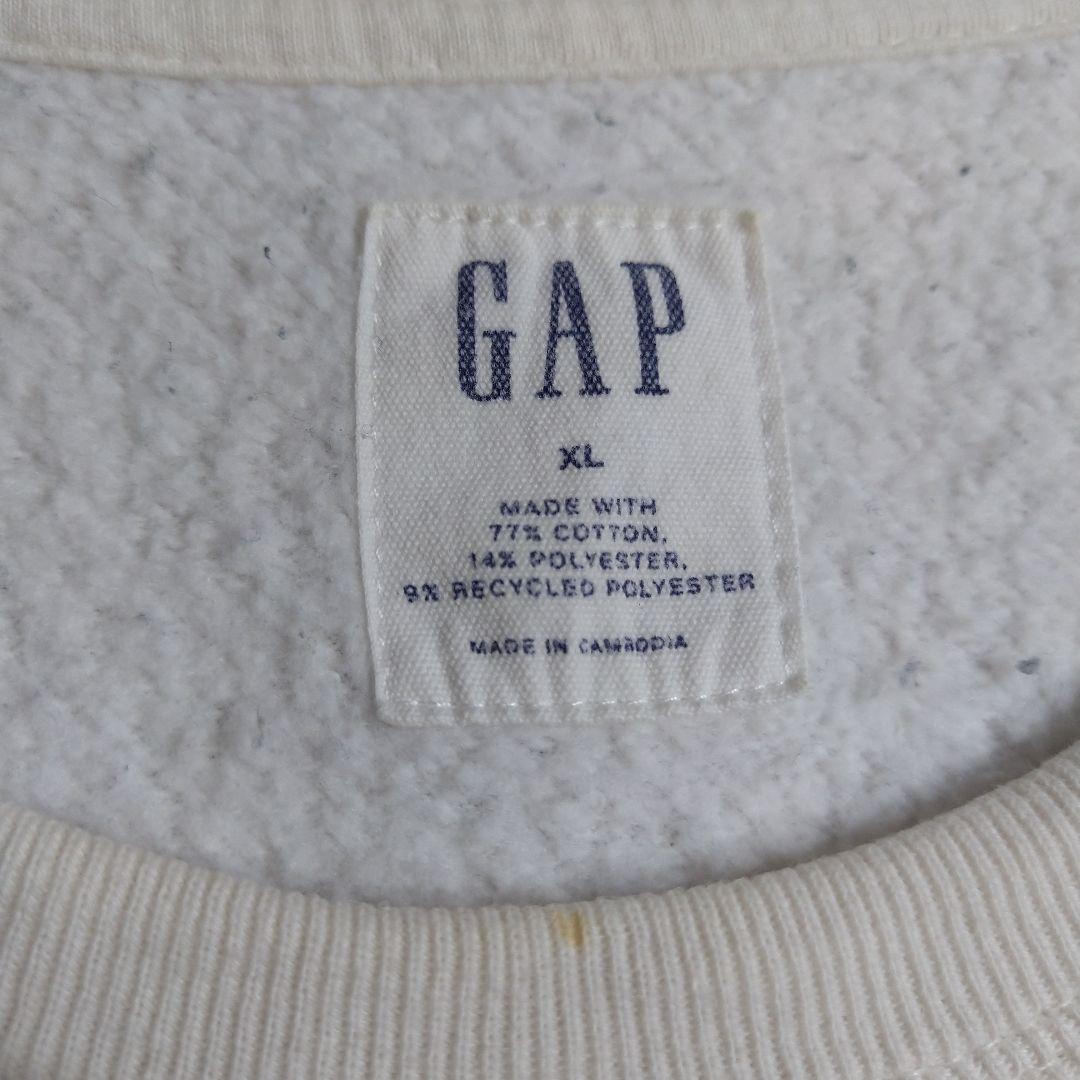 GAP
XL
MADE WITH
77% COTTON,
14% POLYESTER,
9% RECYCLED POLYESTER
MADE IN CAMBODIA